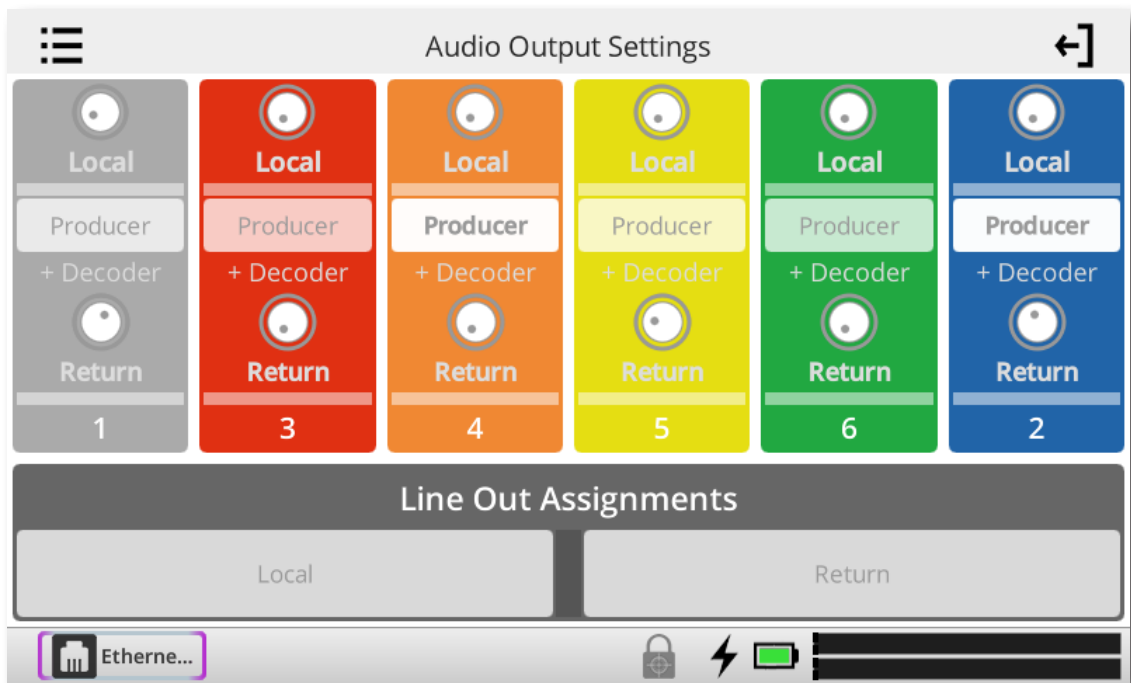 Audio Output Settings
Local Local Local Local Local Local
Producer Producer Producer Producer Producer Producer
+ Decoder + Decoder + Decoder + Decoder + Decoder + Decoder
Return Return Return Return Return Return
1 3 4 5 6 2
Line Out Assignments
Local Return
Etherne...